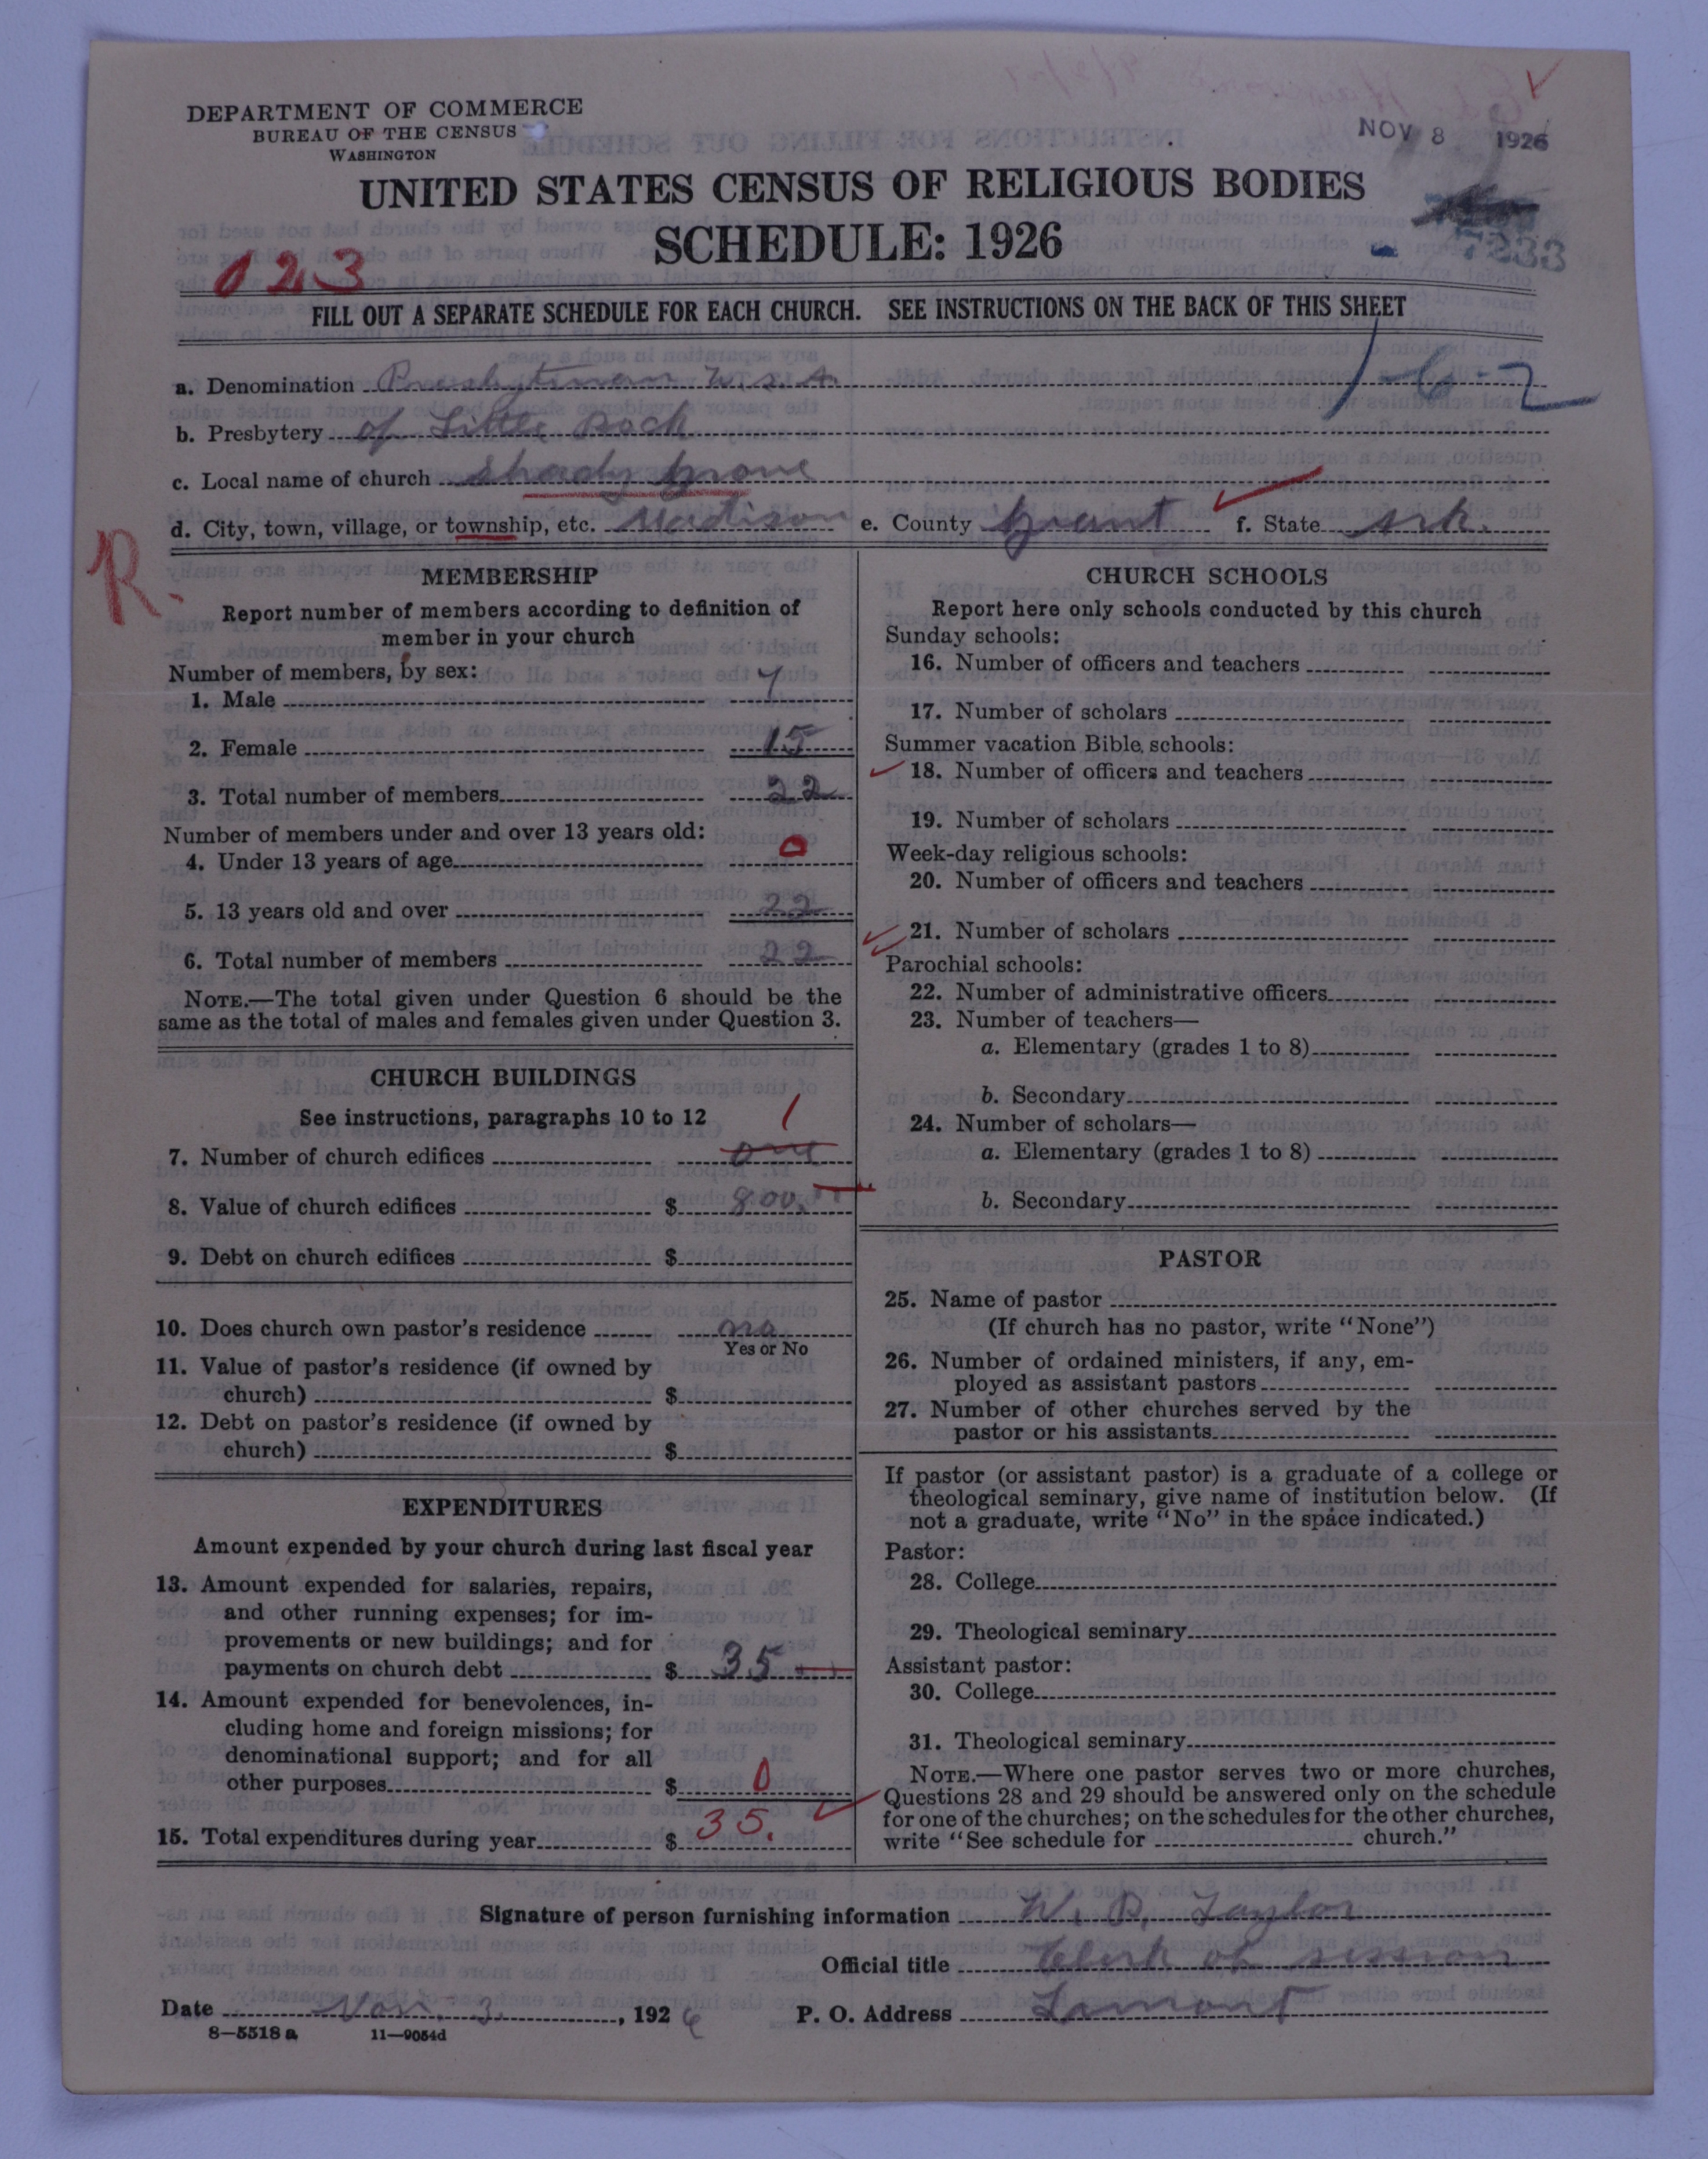 DEPARTMENT OF COMMERCE
BUREAU OF THE CENSUS
WASHINGTON
NOV 8 1926
UNITED STATES CENSUS OF RELIGIOUS BODIES
SCHEDULE: 1926
7233
023
FILL OUT A SEPARATE SCHEDULE FOR EACH CHURCH. SEE INSTRUCTIONS ON THE BACK OF THIS SHEET
1-6-2
a. Denomination Presbyterian U.S.A.
b. Presbytery of Little Rock
c. Local name of church Shady Grove
d. City, town, village, or township, etc. Madison e. County Grant f. State Ark.
R.
MEMBERSHIP
Report number of members according to definition of
member in your church
Number of members, by sex:
1. Male 7
2. Female 15
3. Total number of members 22
Number of members under and over 13 years old:
4. Under 13 years of age 0
5. 13 years old and over 22
6. Total number of members 22
NOTE.—The total given under Question 6 should be the
same as the total of males and females given under Question 3.
CHURCH BUILDINGS
See instructions, paragraphs 10 to 12
1
7. Number of church edifices one
8. Value of church edifices $ 800.
9. Debt on church edifices $
10. Does church own pastor's residence no
Yes or No
11. Value of pastor's residence (if owned by
church) $
12. Debt on pastor's residence (if owned by
church) $
EXPENDITURES
Amount expended by your church during last fiscal year
13. Amount expended for salaries, repairs,
and other running expenses; for im-
provements or new buildings; and for
payments on church debt $ 35
14. Amount expended for benevolences, in-
cluding home and foreign missions; for
denominational support; and for all
other purposes $ 0
15. Total expenditures during year $ 35.
CHURCH SCHOOLS
Report here only schools conducted by this church
Sunday schools:
16. Number of officers and teachers
17. Number of scholars
Summer vacation Bible schools:
18. Number of officers and teachers
19. Number of scholars
Week-day religious schools:
20. Number of officers and teachers
21. Number of scholars
Parochial schools:
22. Number of administrative officers
23. Number of teachers—
a. Elementary (grades 1 to 8)
b. Secondary
24. Number of scholars—
a. Elementary (grades 1 to 8)
b. Secondary
PASTOR
25. Name of pastor
(If church has no pastor, write "None")
26. Number of ordained ministers, if any, em-
ployed as assistant pastors
27. Number of other churches served by the
pastor or his assistants
If pastor (or assistant pastor) is a graduate of a college or
theological seminary, give name of institution below. (If
not a graduate, write "No" in the space indicated.)
Pastor:
28. College
29. Theological seminary
Assistant pastor:
30. College
31. Theological seminary
NOTE.—Where one pastor serves two or more churches,
Questions 28 and 29 should be answered only on the schedule
for one of the churches; on the schedules for the other churches,
write "See schedule for church."
Signature of person furnishing information W. P. Taylor
Official title Clerk of session
Date Nov. 3, 1926 P. O. Address Lamont
8—5518 a 11—9054d